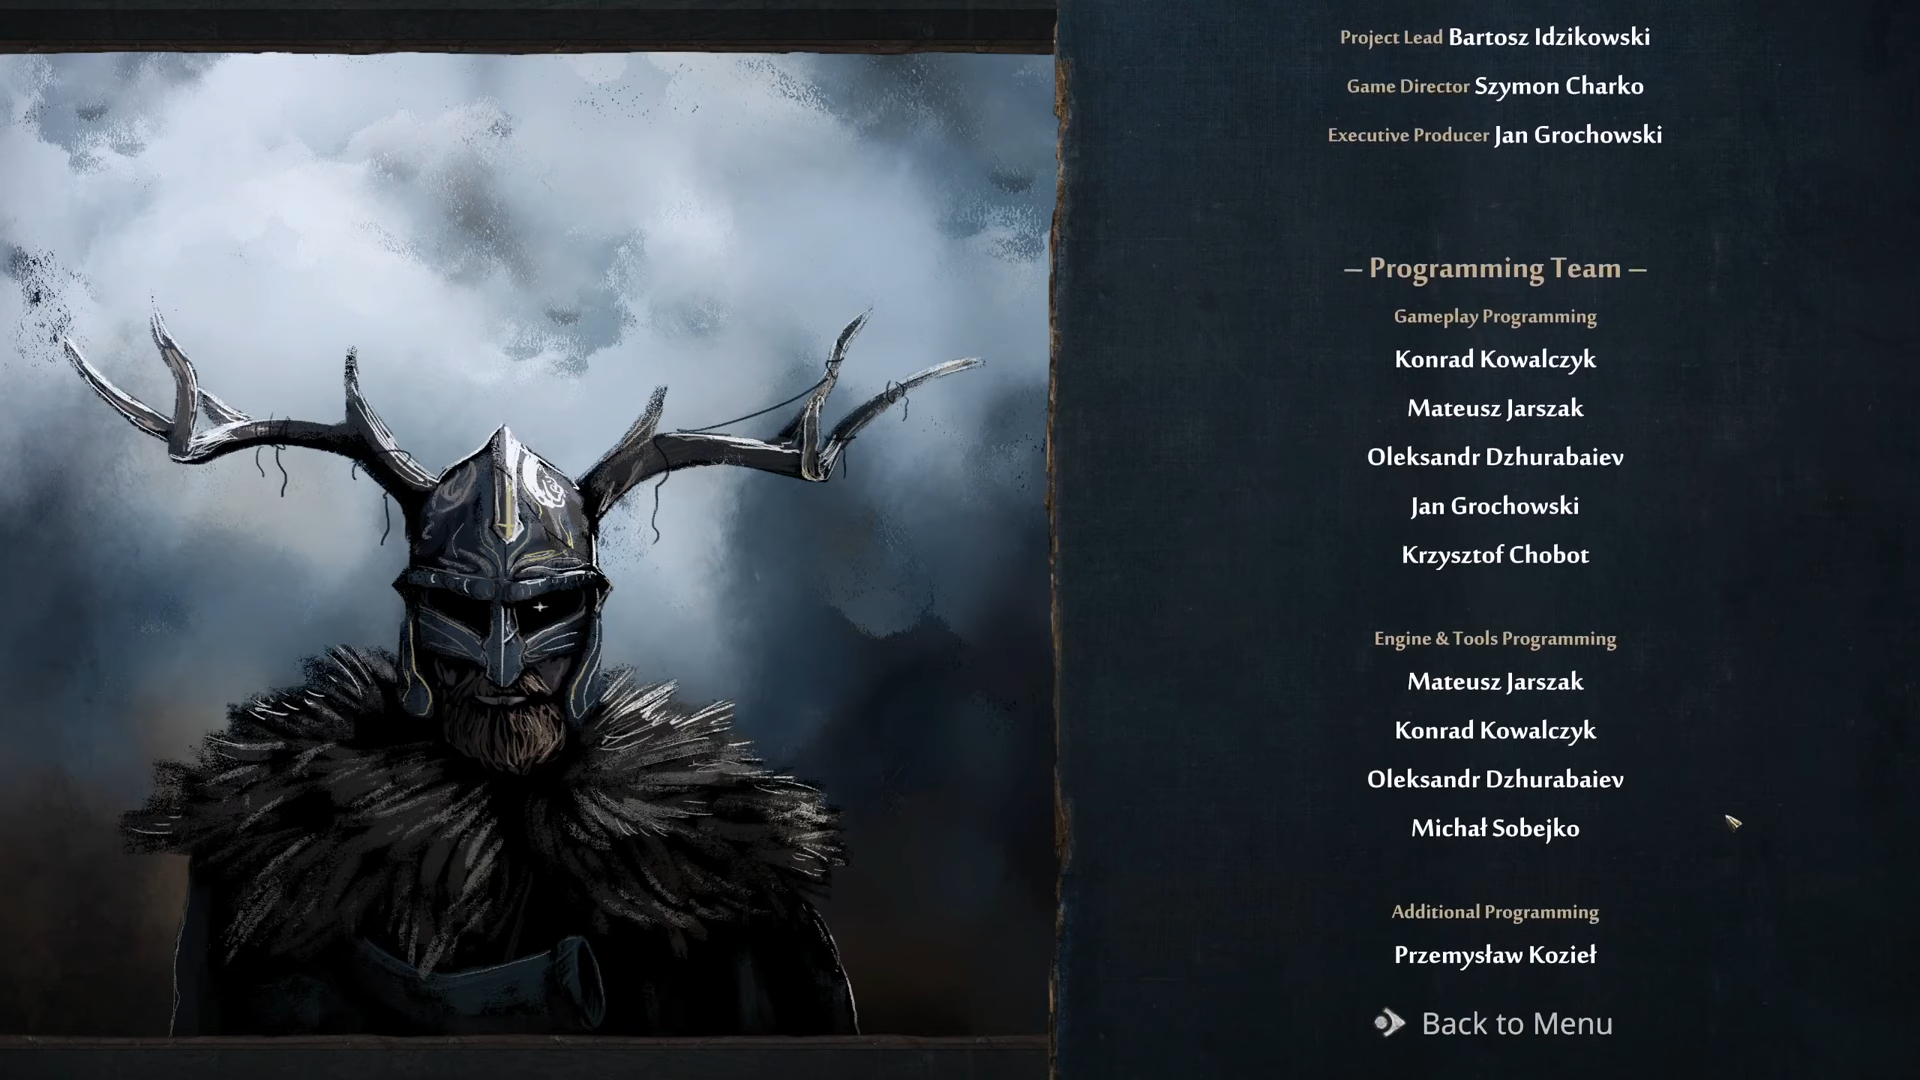 Project Lead Bartosz Idzikowski
Game Director Szymon Charko
Executive Producer Jan Grochowski
— Programming Team —
Gameplay Programming
Konrad Kowalczyk
Mateusz Jarszak
Oleksandr Dzhurabaiev
Jan Grochowski
Krzysztof Chobot
Engine & Tools Programming
Mateusz Jarszak
Konrad Kowalczyk
Oleksandr Dzhurabaiev
Michał Sobejko
Additional Programming
Przemysław Kozieł
Back to Menu